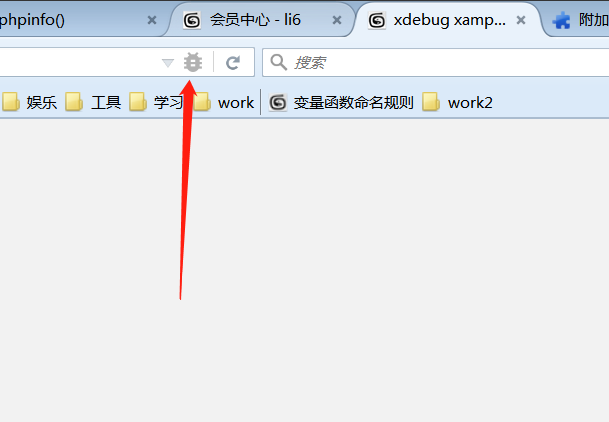 phpinfo() 会员中心 - li6 xdebug xamp... 附加
搜索
娱乐 工具 学习 work 变量函数命名规则 work2